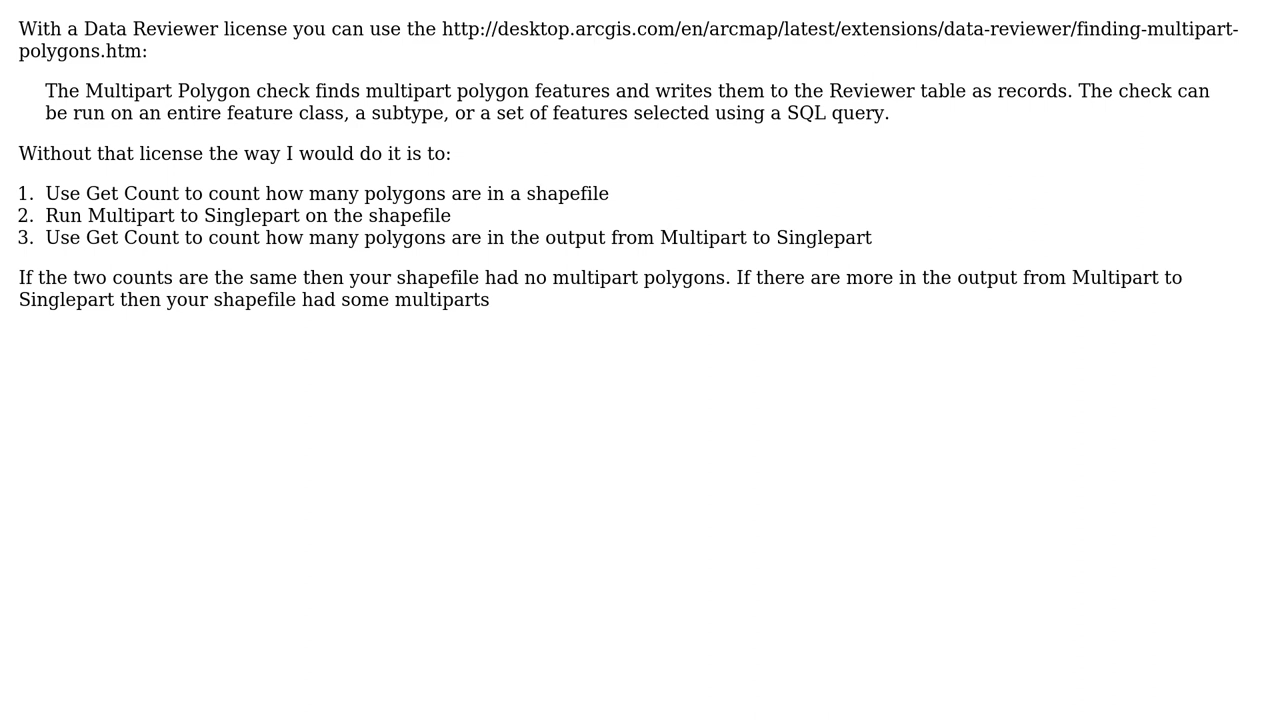 With a Data Reviewer license you can use the http://desktop.arcgis.com/en/arcmap/latest/extensions/data-reviewer/finding-multipart-
polygons.htm:
The Multipart Polygon check finds multipart polygon features and writes them to the Reviewer table as records. The check can
be run on an entire feature class, a subtype, or a set of features selected using a SQL query.
Without that license the way I would do it is to:
1. Use Get Count to count how many polygons are in a shapefile
2. Run Multipart to Singlepart on the shapefile
3. Use Get Count to count how many polygons are in the output from Multipart to Singlepart
If the two counts are the same then your shapefile had no multipart polygons. If there are more in the output from Multipart to
Singlepart then your shapefile had some multiparts